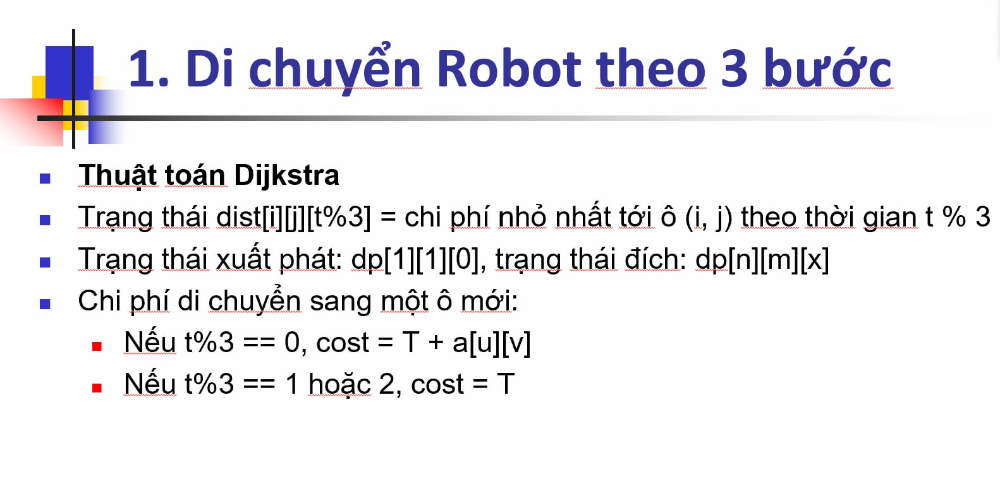 1. Di chuyển Robot theo 3 bước
Thuật toán Dijkstra
Trạng thái dist[i][j][t%3] = chi phí nhỏ nhất tới ô (i, j) theo thời gian t % 3
Trạng thái xuất phát: dp[1][1][0], trạng thái đích: dp[n][m][x]
Chi phí di chuyển sang một ô mới:
Nếu t%3 == 0, cost = T + a[u][v]
Nếu t%3 == 1 hoặc 2, cost = T